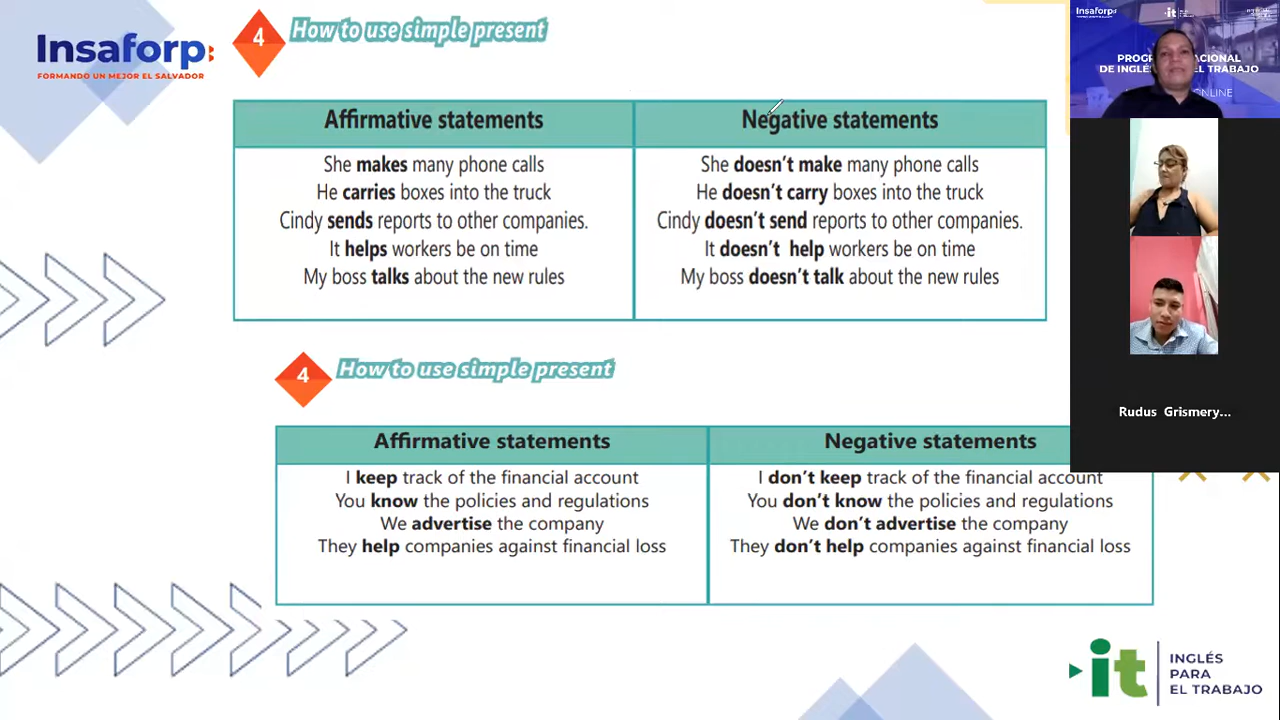 Insaforp
FORMANDO UN MEJOR EL SALVADOR
4
How to use simple present
Affirmative statements
Negative statements
She makes many phone calls
He carries boxes into the truck
Cindy sends reports to other companies.
It helps workers be on time
My boss talks about the new rules
She doesn't make many phone calls
He doesn't carry boxes into the truck
Cindy doesn't send reports to other companies.
It doesn't help workers be on time
My boss doesn't talk about the new rules
4
How to use simple present
Affirmative statements
Negative statements
I keep track of the financial account
You know the policies and regulations
We advertise the company
They help companies against financial loss
I don't keep track of the financial account
You don't know the policies and regulations
We don't advertise the company
They don't help companies against financial loss
Insaforp
it
ONLINE
Rudus Grismery...
it
INGLÉS
PARA
EL TRABAJO